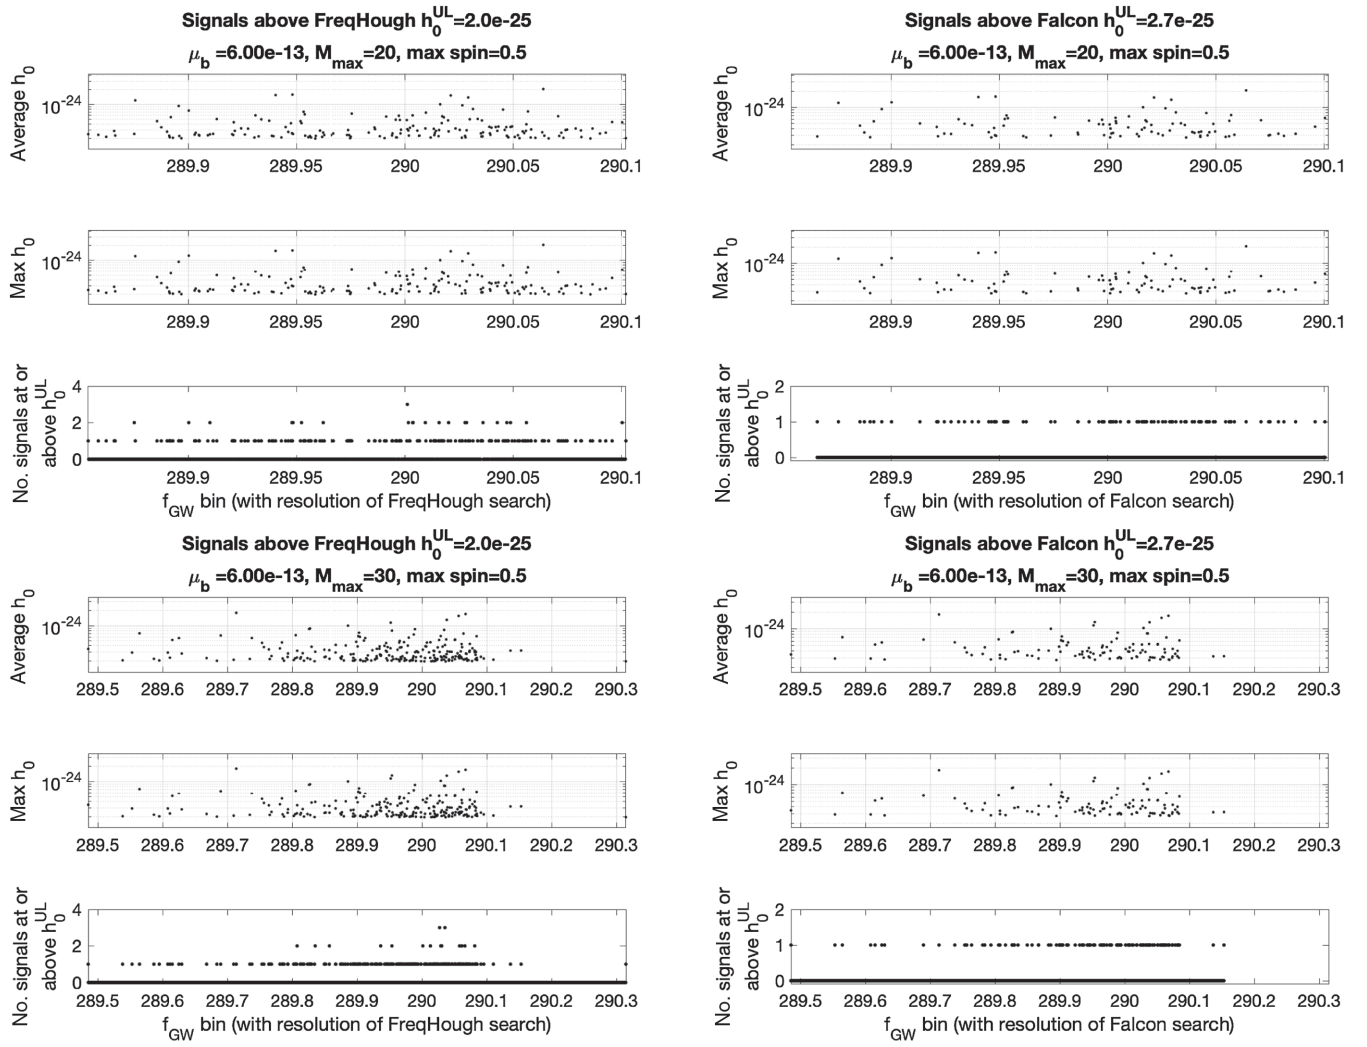 Signals above FreqHough h₀ᵁᴸ=2.0e-25
μ_b =6.00e-13, M_max=20, max spin=0.5
Average h₀
10⁻²⁴
289.9 289.95 290 290.05 290.1
Max h₀
10⁻²⁴
289.9 289.95 290 290.05 290.1
No. signals at or
above h₀ᵁᴸ
4
2
0
289.9 289.95 290 290.05 290.1
f_GW bin (with resolution of FreqHough search)
Signals above Falcon h₀ᵁᴸ=2.7e-25
μ_b =6.00e-13, M_max=20, max spin=0.5
Average h₀
10⁻²⁴
289.9 289.95 290 290.05 290.1
Max h₀
10⁻²⁴
289.9 289.95 290 290.05 290.1
No. signals at or
above h₀ᵁᴸ
2
1
0
289.9 289.95 290 290.05 290.1
f_GW bin (with resolution of Falcon search)
Signals above FreqHough h₀ᵁᴸ=2.0e-25
μ_b =6.00e-13, M_max=30, max spin=0.5
Average h₀
10⁻²⁴
289.5 289.6 289.7 289.8 289.9 290 290.1 290.2 290.3
Max h₀
10⁻²⁴
289.5 289.6 289.7 289.8 289.9 290 290.1 290.2 290.3
No. signals at or
above h₀ᵁᴸ
4
2
0
289.5 289.6 289.7 289.8 289.9 290 290.1 290.2 290.3
f_GW bin (with resolution of FreqHough search)
Signals above Falcon h₀ᵁᴸ=2.7e-25
μ_b =6.00e-13, M_max=30, max spin=0.5
Average h₀
10⁻²⁴
289.5 289.6 289.7 289.8 289.9 290 290.1 290.2 290.3
Max h₀
10⁻²⁴
289.5 289.6 289.7 289.8 289.9 290 290.1 290.2 290.3
No. signals at or
above h₀ᵁᴸ
2
1
0
289.5 289.6 289.7 289.8 289.9 290 290.1 290.2 290.3
f_GW bin (with resolution of Falcon search)